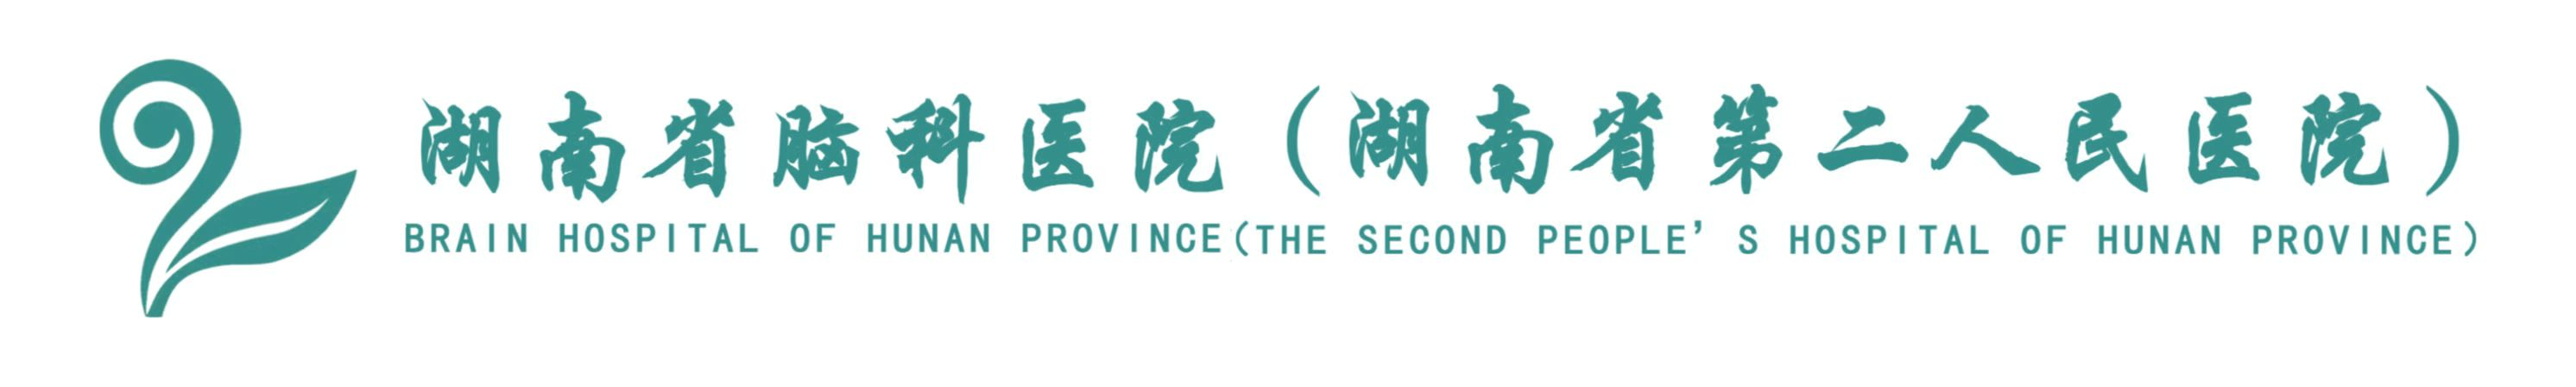 湖南省脑科医院（湖南省第二人民医院）
BRAIN HOSPITAL OF HUNAN PROVINCE(THE SECOND PEOPLE'S HOSPITAL OF HUNAN PROVINCE)